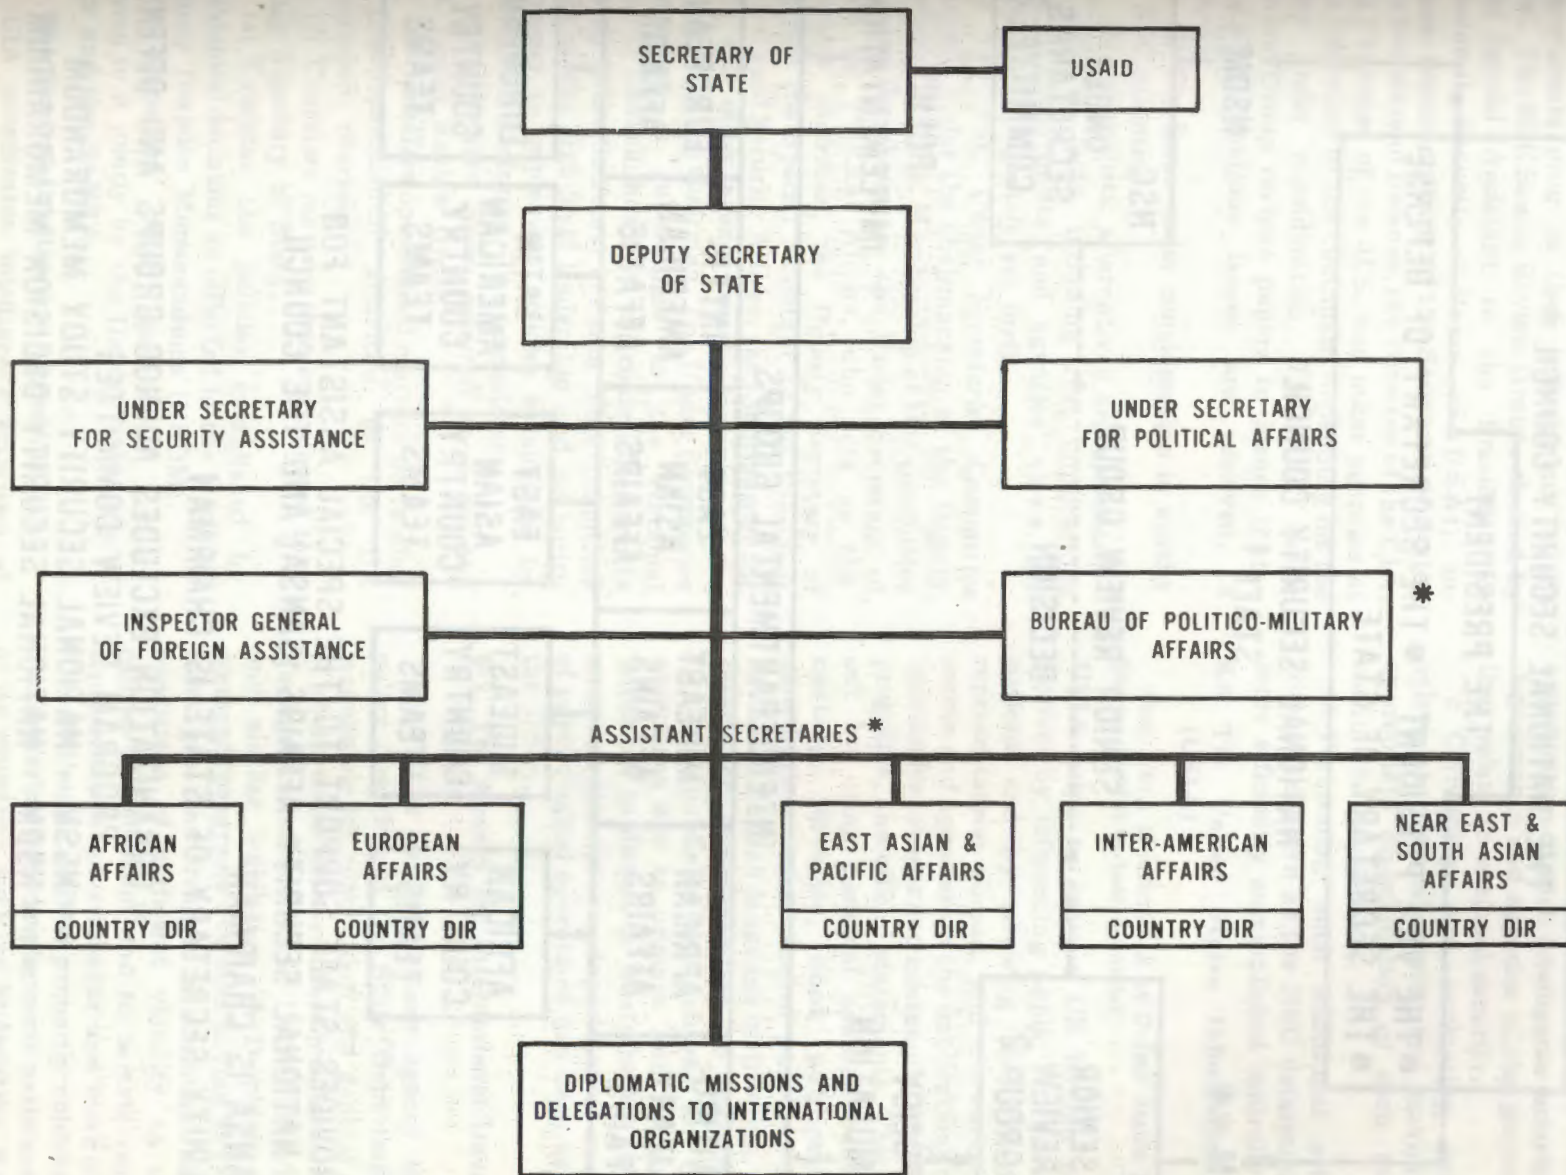 SECRETARY OF
STATE
USAID
DEPUTY SECRETARY
OF STATE
UNDER SECRETARY
FOR SECURITY ASSISTANCE
UNDER SECRETARY
FOR POLITICAL AFFAIRS
INSPECTOR GENERAL
OF FOREIGN ASSISTANCE
BUREAU OF POLITICO-MILITARY
AFFAIRS
*
ASSISTANT SECRETARIES *
AFRICAN
AFFAIRS
COUNTRY DIR
EUROPEAN
AFFAIRS
COUNTRY DIR
EAST ASIAN &
PACIFIC AFFAIRS
COUNTRY DIR
INTER-AMERICAN
AFFAIRS
COUNTRY DIR
NEAR EAST &
SOUTH ASIAN
AFFAIRS
COUNTRY DIR
DIPLOMATIC MISSIONS AND
DELEGATIONS TO INTERNATIONAL
ORGANIZATIONS